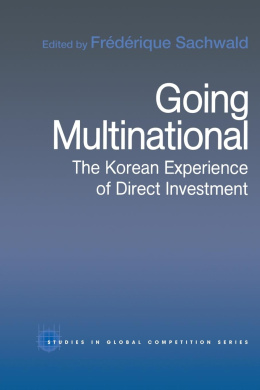 Edited by Frédérique Sachwald
Going
Multinational
The Korean Experience
of Direct Investment
STUDIES IN GLOBAL COMPETITION SERIES